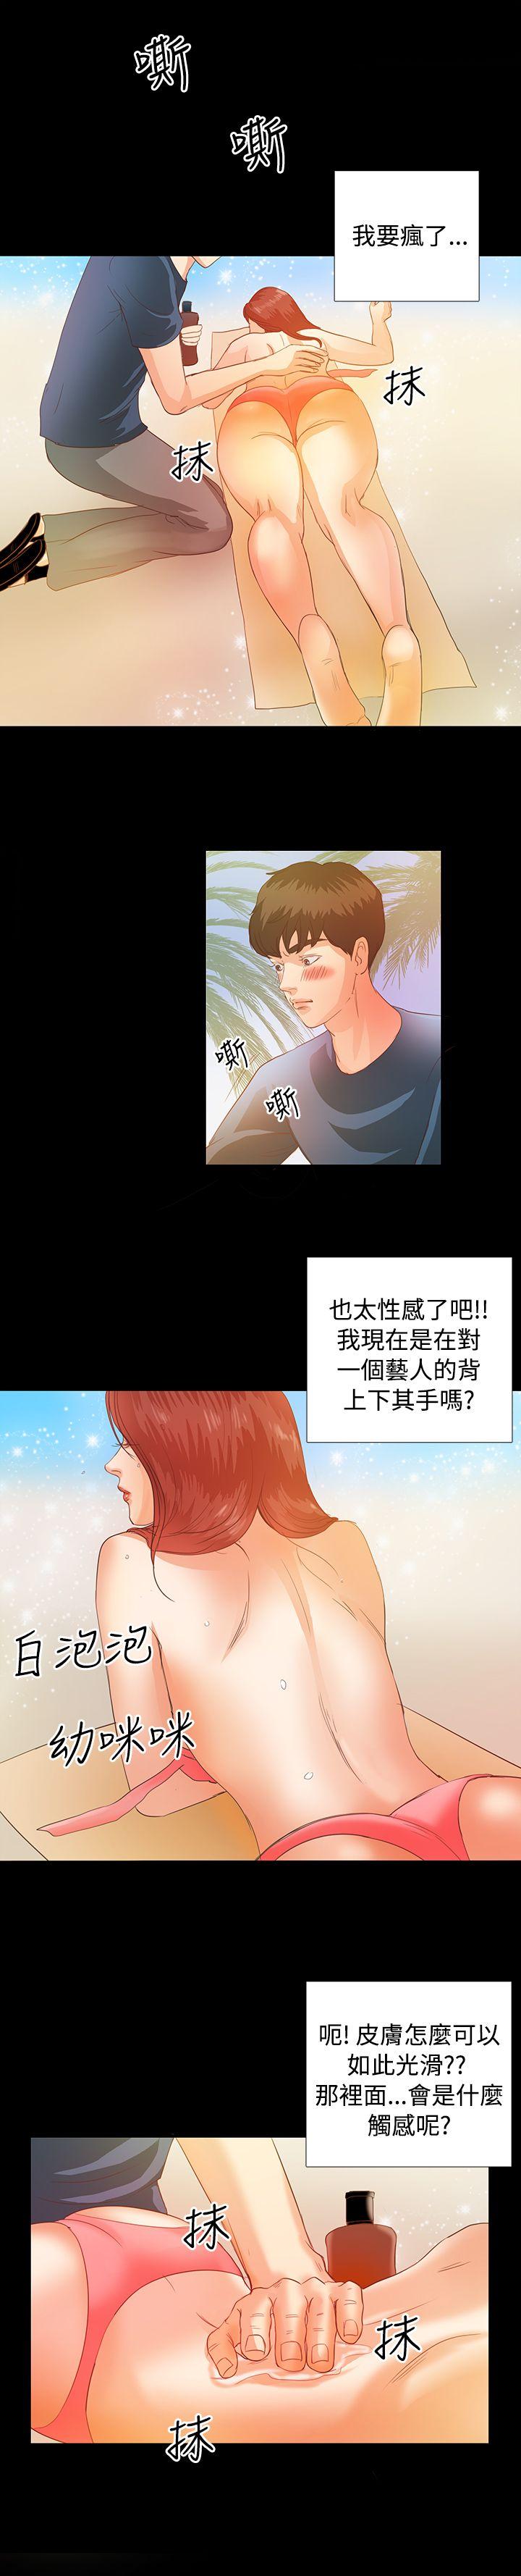 嘶
嘶
我要瘋了...
抹
抹
嘶
嘶
也太性感了吧!!
我現在是在對
一個藝人的背
上下其手嗎?
白泡泡
幼咪咪
呃! 皮膚怎麼可以
如此光滑??
那裡面...會是什麼
觸感呢?
抹
抹
抹